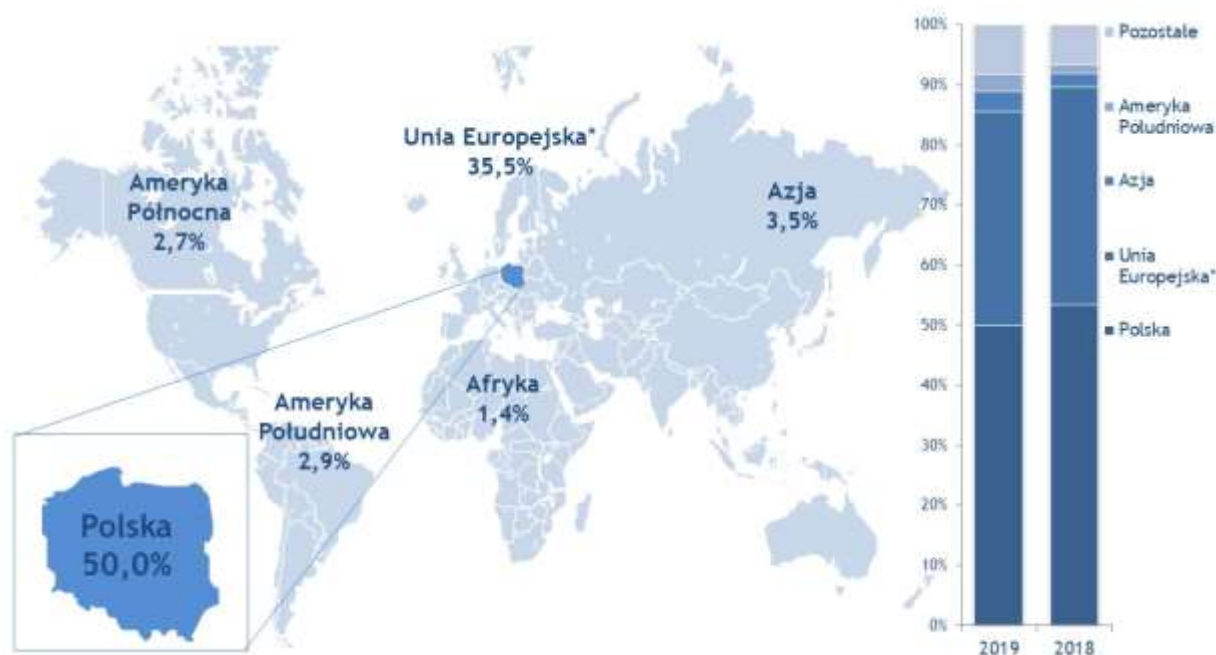 Unia Europejska*
35,5%
Ameryka
Północna
2,7%
Azja
3,5%
Afryka
1,4%
Ameryka
Południowa
2,9%
Polska
50,0%
100%
90%
80%
70%
60%
50%
40%
30%
20%
10%
0%
2019
2018
Pozostałe
Ameryka
Południowa
Azja
Unia
Europejska*
Polska